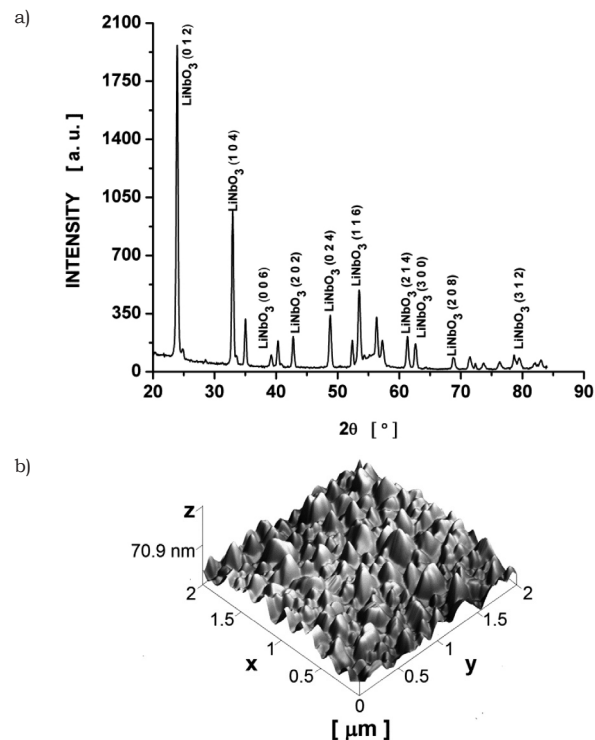 a)
2100
1750
1400
1050
700
350
0
INTENSITY [ a. u. ]
LiNbO3 (0 1 2)
LiNbO3 (1 0 4)
LiNbO3 (0 0 6)
LiNbO3 (2 0 2)
LiNbO3 (0 2 4)
LiNbO3 (1 1 6)
LiNbO3 (2 1 4)
LiNbO3 (3 0 0)
LiNbO3 (2 0 8)
LiNbO3 (3 1 2)
20 30 40 50 60 70 80 90
2θ [ ° ]
b)
z
70.9 nm
2
1.5
1
0.5
x
0
0.5
1
1.5
2
y
[ μm ]